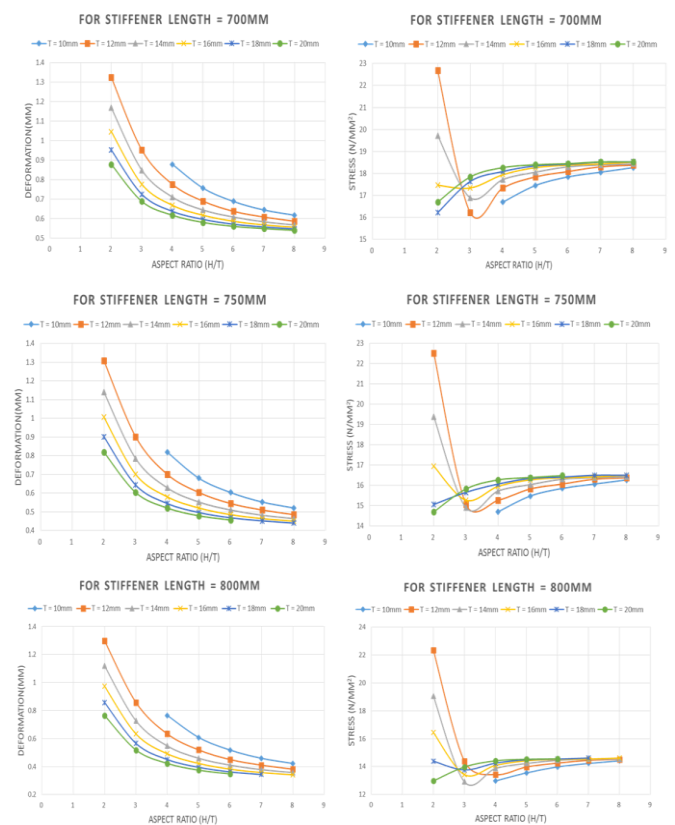 FOR STIFFENER LENGTH = 700MM
T = 10mm T = 12mm T = 14mm T = 16mm T = 18mm T = 20mm
DEFORMATION(MM)
1.4
1.3
1.2
1.1
1
0.9
0.8
0.7
0.6
0.5
0 1 2 3 4 5 6 7 8 9
ASPECT RATIO (H/T)
FOR STIFFENER LENGTH = 700MM
T = 10mm T = 12mm T = 14mm T = 16mm T = 18mm T = 20mm
STRESS (N/MM²)
23
22
21
20
19
18
17
16
15
0 1 2 3 4 5 6 7 8 9
ASPECT RATIO (H/T)
FOR STIFFENER LENGTH = 750MM
T = 10mm T = 12mm T = 14mm T = 16mm T = 18mm T = 20mm
DEFORMATION(MM)
1.4
1.3
1.2
1.1
1
0.9
0.8
0.7
0.6
0.5
0.4
0 1 2 3 4 5 6 7 8 9
ASPECT RATIO (H/T)
FOR STIFFENER LENGTH = 750MM
T = 10mm T = 12mm T = 14mm T = 16mm T = 18mm T = 20mm
STRESS (N/MM²)
23
22
21
20
19
18
17
16
15
14
0 1 2 3 4 5 6 7 8 9
ASPECT RATIO (H/T)
FOR STIFFENER LENGTH = 800MM
T = 10mm T = 12mm T = 14mm T = 16mm T = 18mm T = 20mm
DEFORMATION(MM)
1.4
1.2
1
0.8
0.6
0.4
0.2
0 1 2 3 4 5 6 7 8 9
ASPECT RATIO (H/T)
FOR STIFFENER LENGTH = 800MM
T = 10mm T = 12mm T = 14mm T = 16mm T = 18mm T = 20mm
STRESS (N/MM²)
24
22
20
18
16
14
12
0 1 2 3 4 5 6 7 8 9
ASPECT RATIO (H/T)